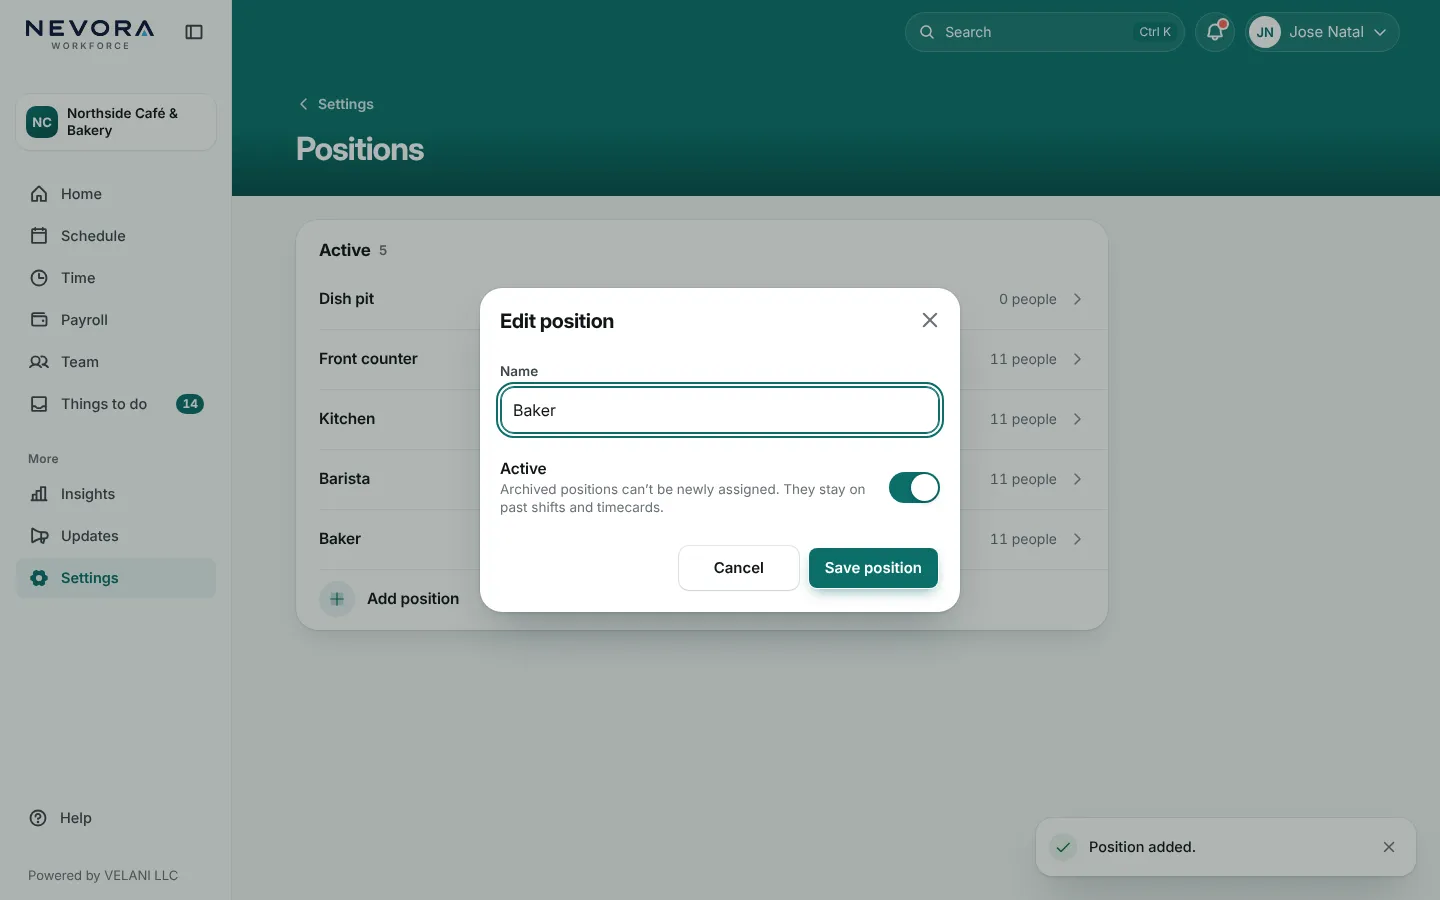 NEVORA
WORKFORCE
Search
Ctrl K
JN
Jose Natal
NC
Northside Café &
Bakery
Settings
Positions
Home
Schedule
Time
Payroll
Team
Things to do
14
More
Insights
Updates
Settings
Help
Powered by VELANI LLC
Active 5
Dish pit
0 people
Front counter
11 people
Kitchen
11 people
Barista
11 people
Baker
11 people
Add position
Edit position
Name
Baker
Active
Archived positions can’t be newly assigned. They stay on
past shifts and timecards.
Cancel
Save position
Position added.